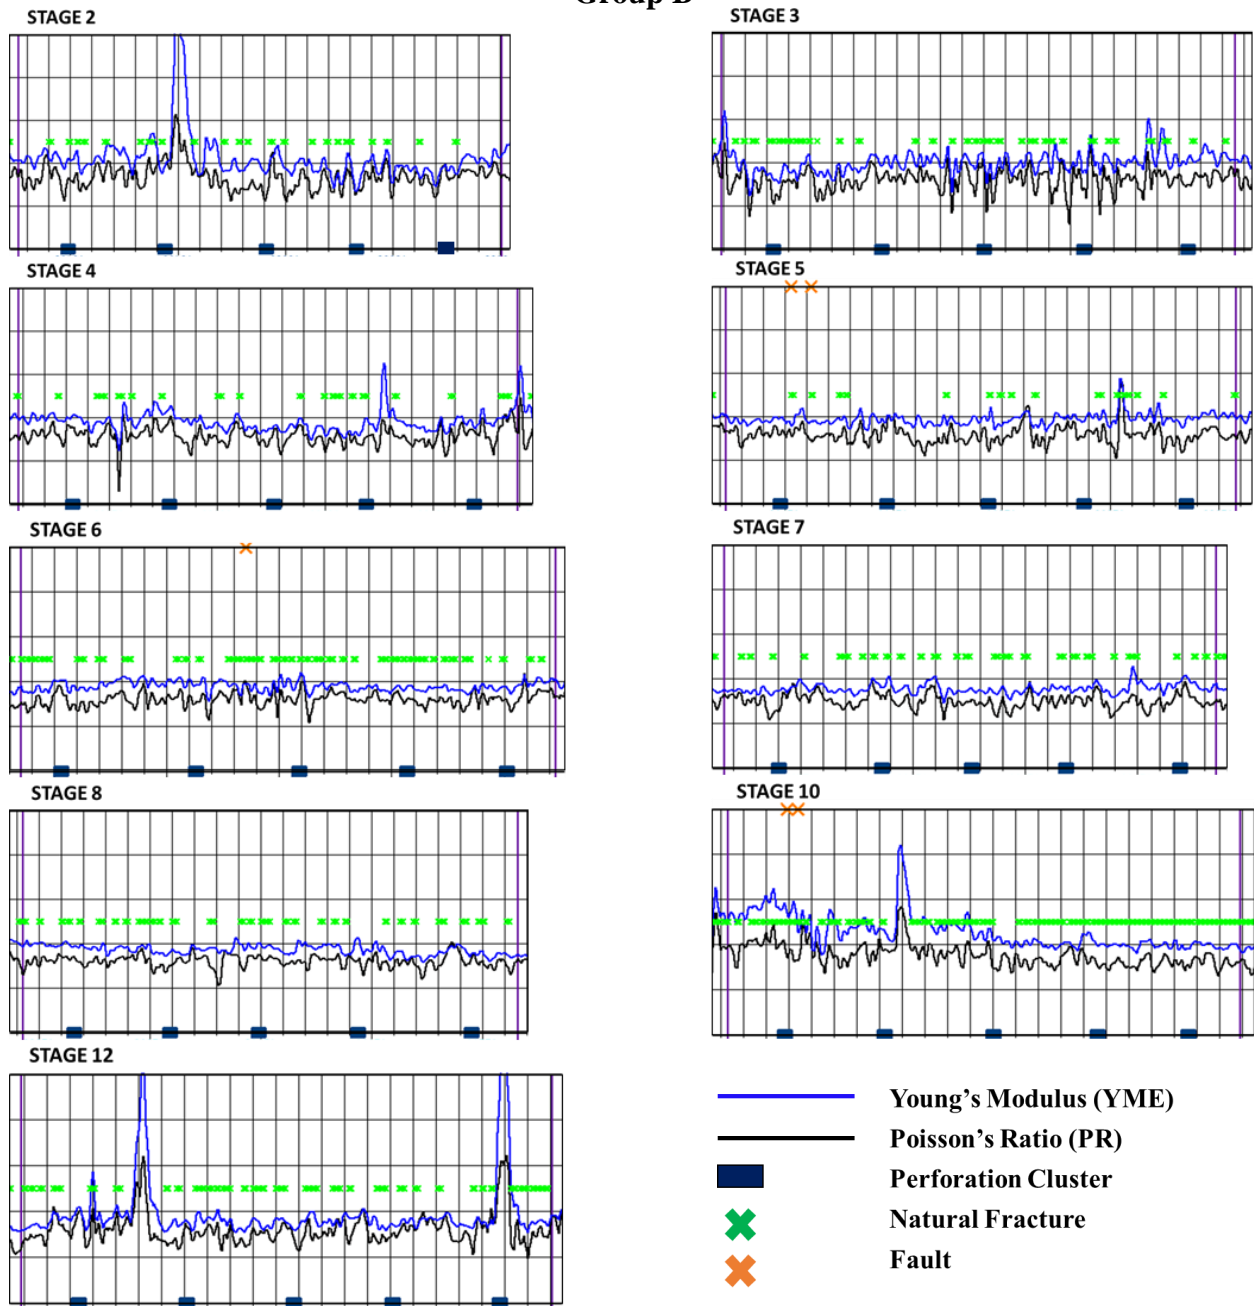 Group B
STAGE 2
STAGE 3
STAGE 4
STAGE 5
STAGE 6
STAGE 7
STAGE 8
STAGE 10
STAGE 12
Young's Modulus (YME)
Poisson's Ratio (PR)
Perforation Cluster
Natural Fracture
Fault